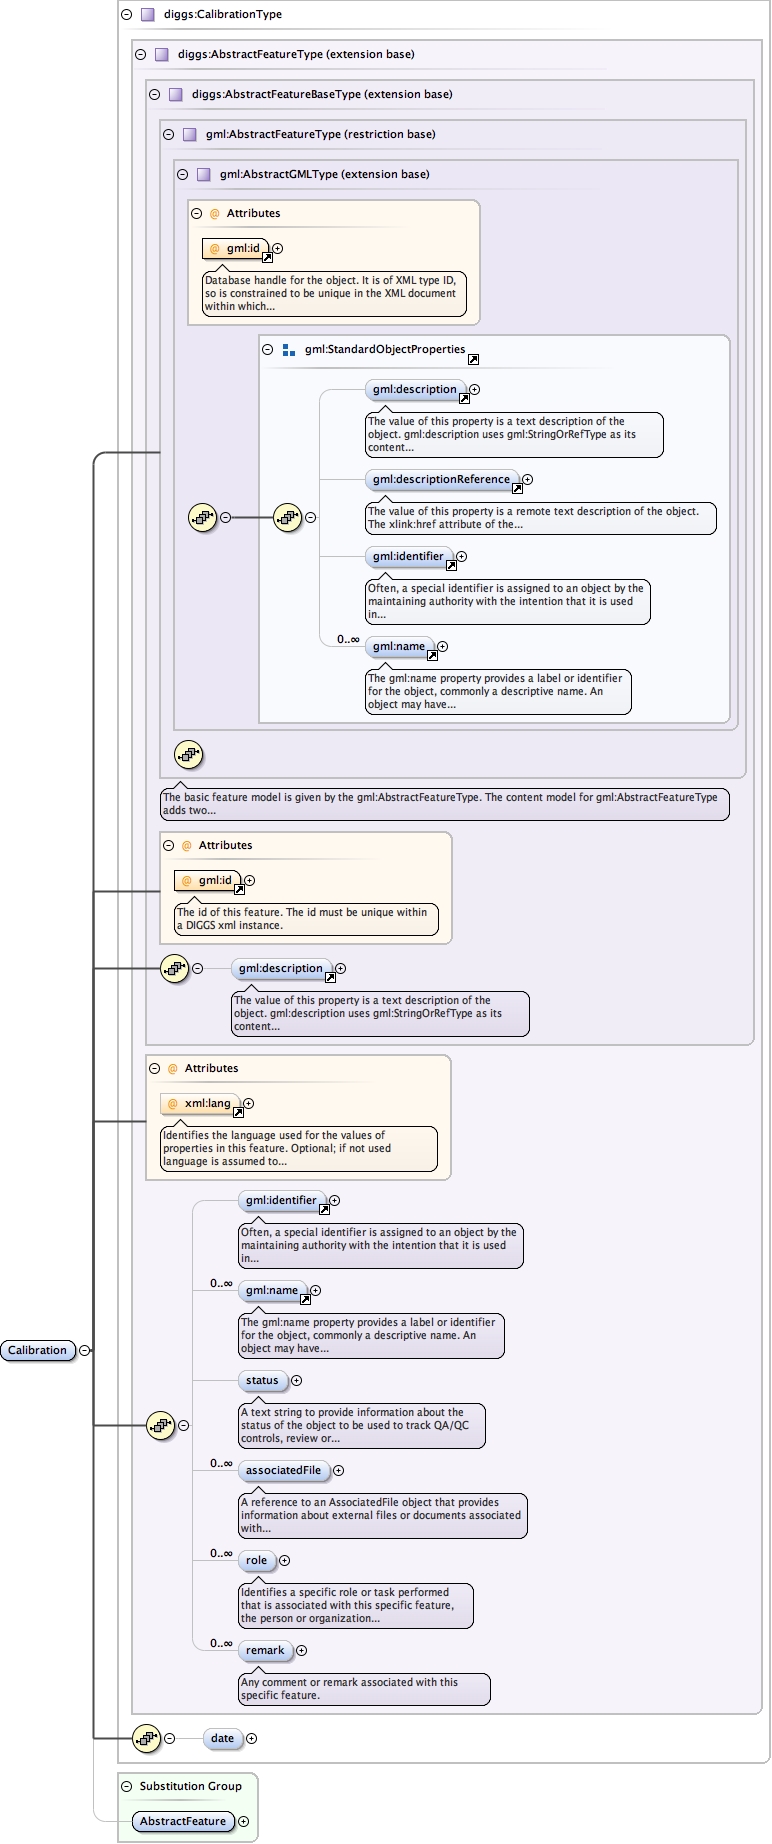 diggs:CalibrationType
diggs:AbstractFeatureType (extension base)
diggs:AbstractFeatureBaseType (extension base)
gml:AbstractFeatureType (restriction base)
gml:AbstractGMLType (extension base)
@ Attributes
@ gml:id
Database handle for the object. It is of XML type ID,
so is constrained to be unique in the XML document
within which...
gml:StandardObjectProperties
gml:description
The value of this property is a text description of the
object. gml:description uses gml:StringOrRefType as its
content...
gml:descriptionReference
The value of this property is a remote text description of the object.
The xlink:href attribute of the...
gml:identifier
Often, a special identifier is assigned to an object by the
maintaining authority with the intention that it is used
in...
0..∞
gml:name
The gml:name property provides a label or identifier
for the object, commonly a descriptive name. An
object may have...
The basic feature model is given by the gml:AbstractFeatureType. The content model for gml:AbstractFeatureType
adds two...
@ Attributes
@ gml:id
The id of this feature. The id must be unique within
a DIGGS xml instance.
gml:description
The value of this property is a text description of the
object. gml:description uses gml:StringOrRefType as its
content...
@ Attributes
@ xml:lang
Identifies the language used for the values of
properties in this feature. Optional; if not used
language is assumed to...
gml:identifier
Often, a special identifier is assigned to an object by the
maintaining authority with the intention that it is used
in...
0..∞
gml:name
The gml:name property provides a label or identifier
for the object, commonly a descriptive name. An
object may have...
Calibration
status
A text string to provide information about the
status of the object to be used to track QA/QC
controls, review or...
0..∞
associatedFile
A reference to an AssociatedFile object that provides
information about external files or documents associated
with...
0..∞
role
Identifies a specific role or task performed
that is associated with this specific feature,
the person or organization...
0..∞
remark
Any comment or remark associated with this
specific feature.
date
Substitution Group
AbstractFeature